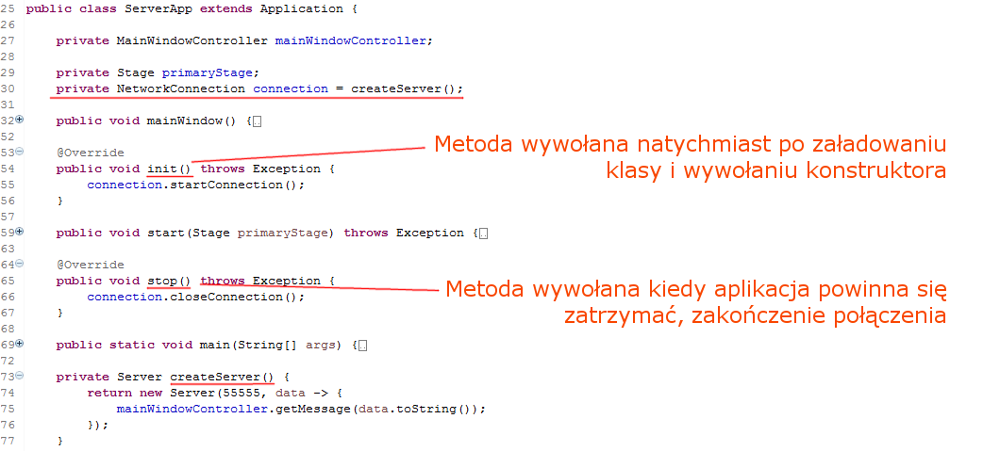 25 public class ServerApp extends Application {
26
27 private MainWindowController mainWindowController;
28
29 private Stage primaryStage;
30 private NetworkConnection connection = createServer();
31
32 public void mainWindow() {
52
53 @Override
54 public void init() throws Exception {
55 connection.startConnection();
56 }
57
59 public void start(Stage primaryStage) throws Exception {
63
64 @Override
65 public void stop() throws Exception {
66 connection.closeConnection();
67 }
68
69 public static void main(String[] args) {
72
73 private Server createServer() {
74 return new Server(55555, data -> {
75 mainWindowController.getMessage(data.toString());
76 });
77 }
Metoda wywołana natychmiast po załadowaniu
klasy i wywołaniu konstruktora
Metoda wywołana kiedy aplikacja powinna się
zatrzymać, zakończenie połączenia